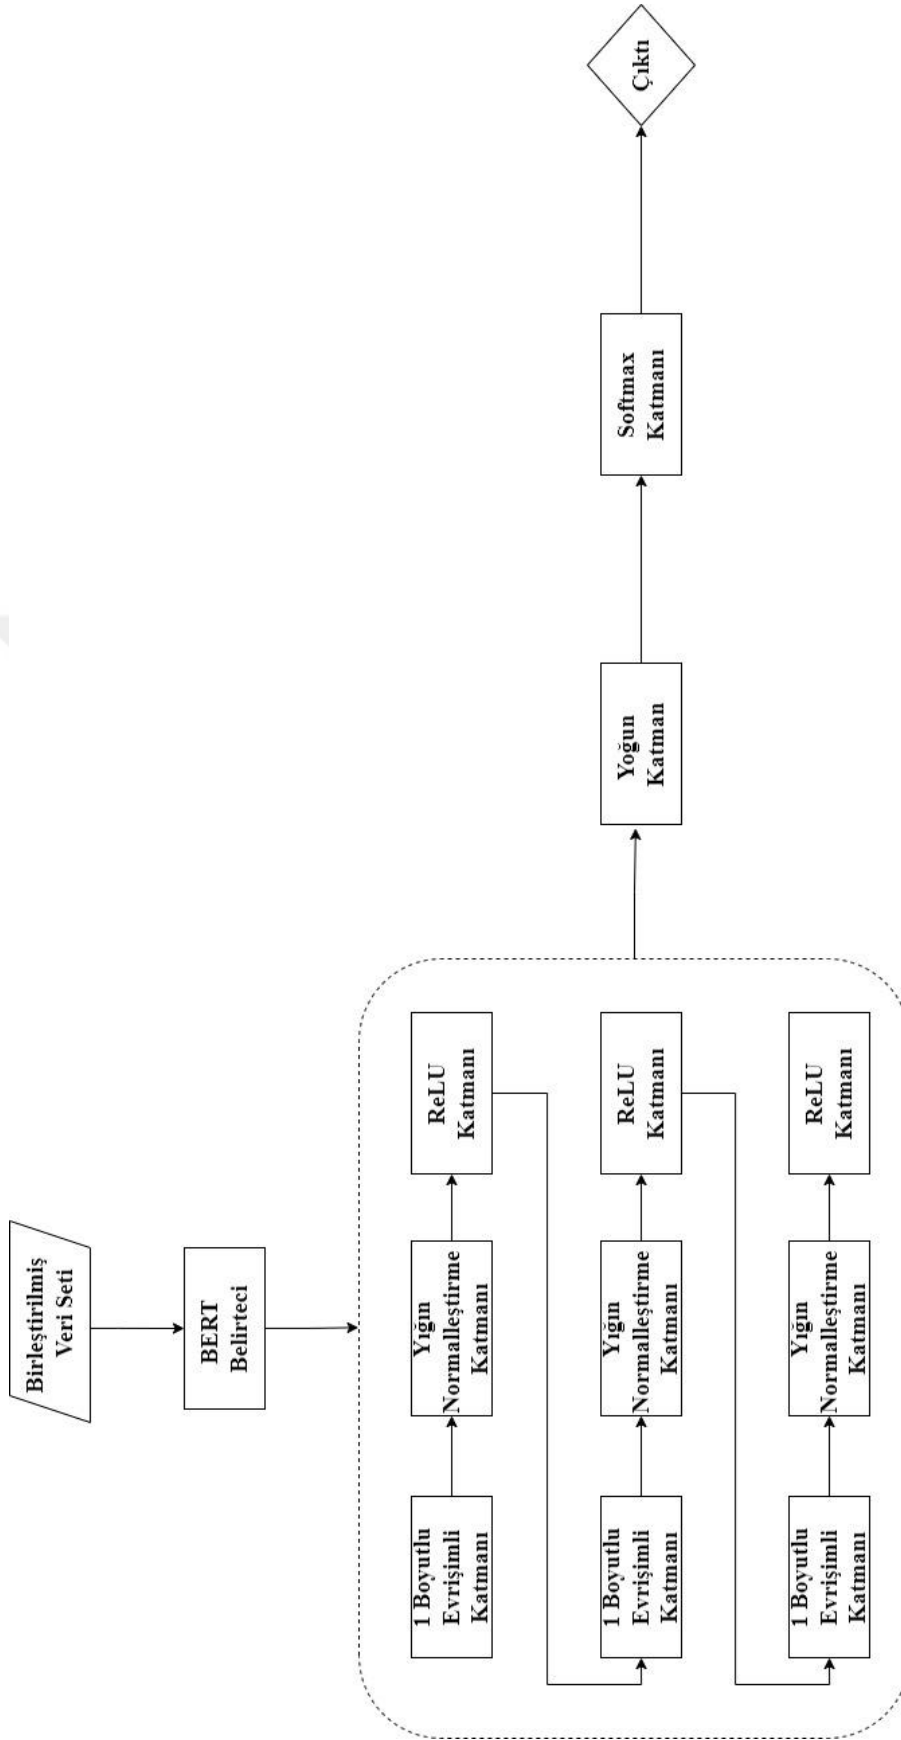 Birleştirilmiş
Veri Seti
BERT
Belirteci
1 Boyutlu
Evrişimli
Katmanı
Yığın
Normalleştirme
Katmanı
ReLU
Katmanı
1 Boyutlu
Evrişimli
Katmanı
Yığın
Normalleştirme
Katmanı
ReLU
Katmanı
1 Boyutlu
Evrişimli
Katmanı
Yığın
Normalleştirme
Katmanı
ReLU
Katmanı
Yoğun
Katman
Softmax
Katmanı
Çıktı